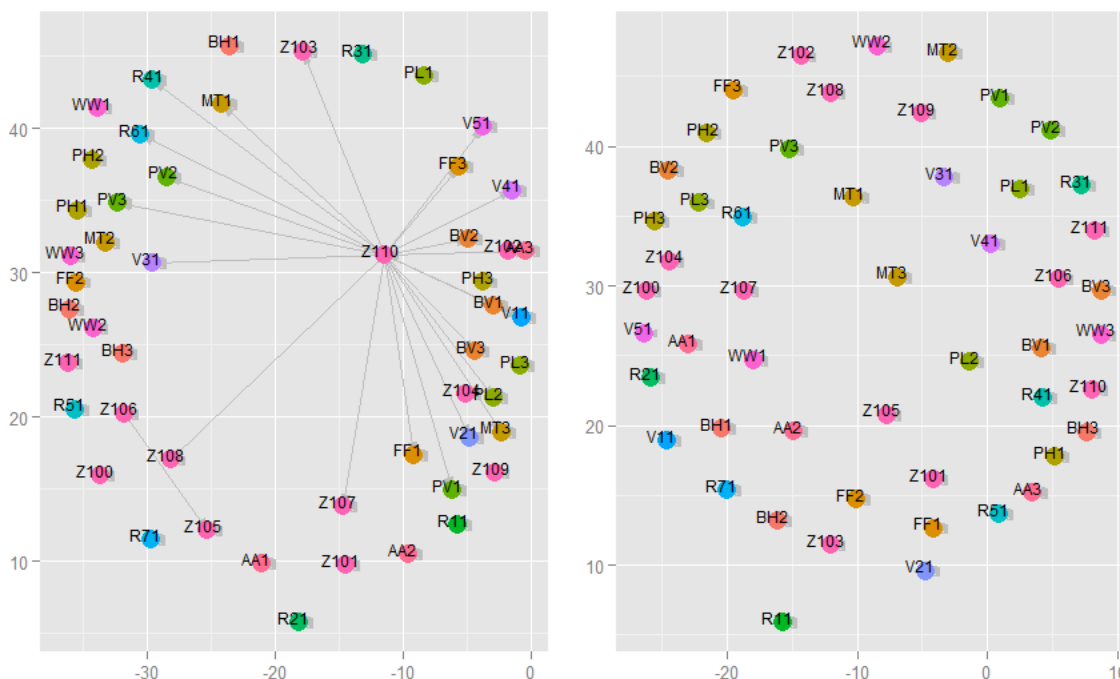 BH1
Z103
R31
PL1
R41
MT1
WW1
V51
R61
PH2
FF3
PV2
V41
PV3
PH1
MT2
BV2
Z102
AA3
Z110
WW3
V31
FF2
PH3
BH2
BV1
V11
WW2
BH3
BV3
Z111
PL3
Z104
PL2
R51
Z106
MT3
V21
FF1
Z108
Z109
Z100
PV1
Z107
R11
Z105
R71
AA2
AA1
Z101
R21
40
30
20
10
-30
-20
-10
0
WW2
MT2
Z102
FF3
Z108
PV1
Z109
PH2
PV2
PV3
BV2
V31
PL1
R31
PL3
MT1
PH3
R61
Z111
V41
Z104
MT3
Z106
Z100
Z107
BV3
V51
WW3
AA1
BV1
WW1
PL2
R21
Z110
R41
Z105
BH1
AA2
BH3
V11
PH1
Z101
R71
AA3
FF2
BH2
R51
FF1
Z103
V21
R11
40
30
20
10
-20
-10
0
10